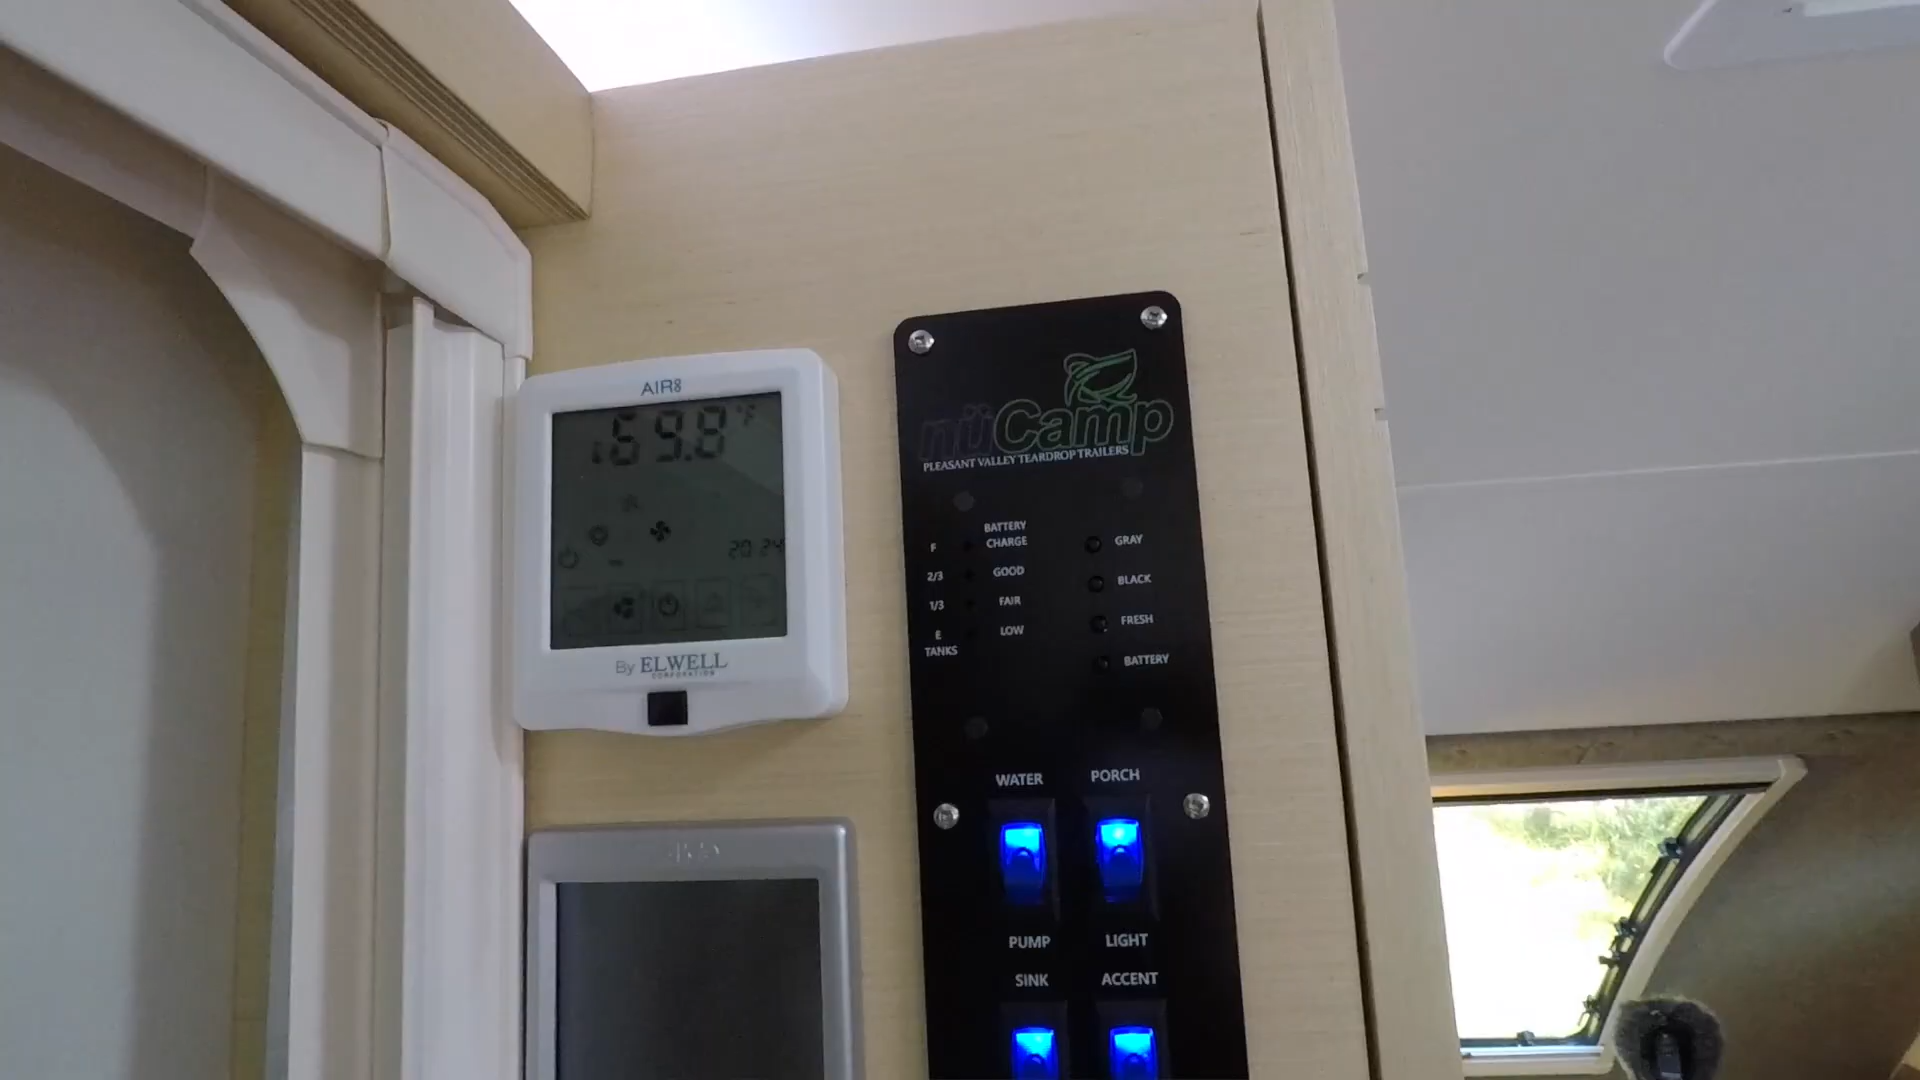 AIR8
69.8 °F
20:24
By ELWELL
CORPORATION
nüCamp
PLEASANT VALLEY TEARDROP TRAILERS
BATTERY
CHARGE
F
GOOD
2/3
FAIR
1/3
LOW
E
TANKS
GRAY
BLACK
FRESH
BATTERY
WATER
PORCH
PUMP
LIGHT
SINK
ACCENT